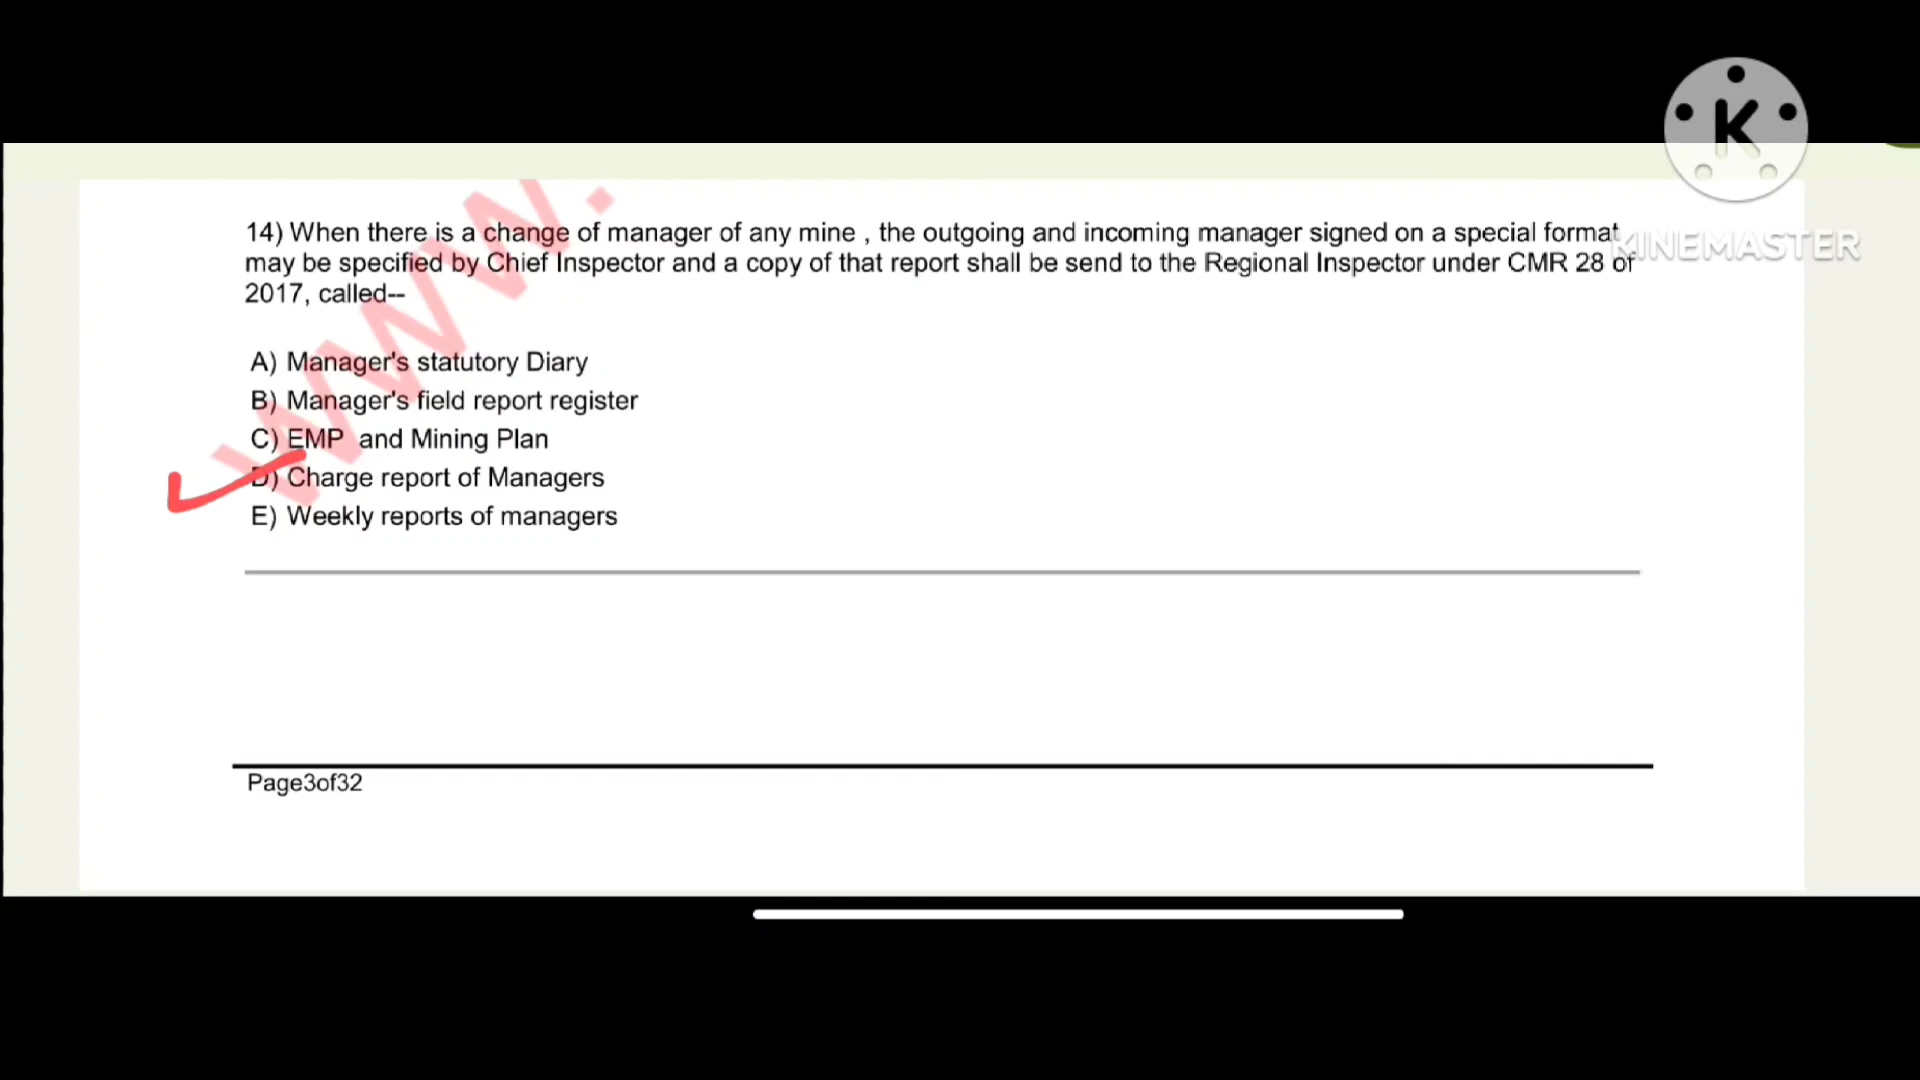 K
KINEMASTER
www.
14) When there is a change of manager of any mine , the outgoing and incoming manager signed on a special format
may be specified by Chief Inspector and a copy of that report shall be send to the Regional Inspector under CMR 28 of
2017, called--
A) Manager's statutory Diary
B) Manager's field report register
C) EMP and Mining Plan
D) Charge report of Managers
E) Weekly reports of managers
Page3of32